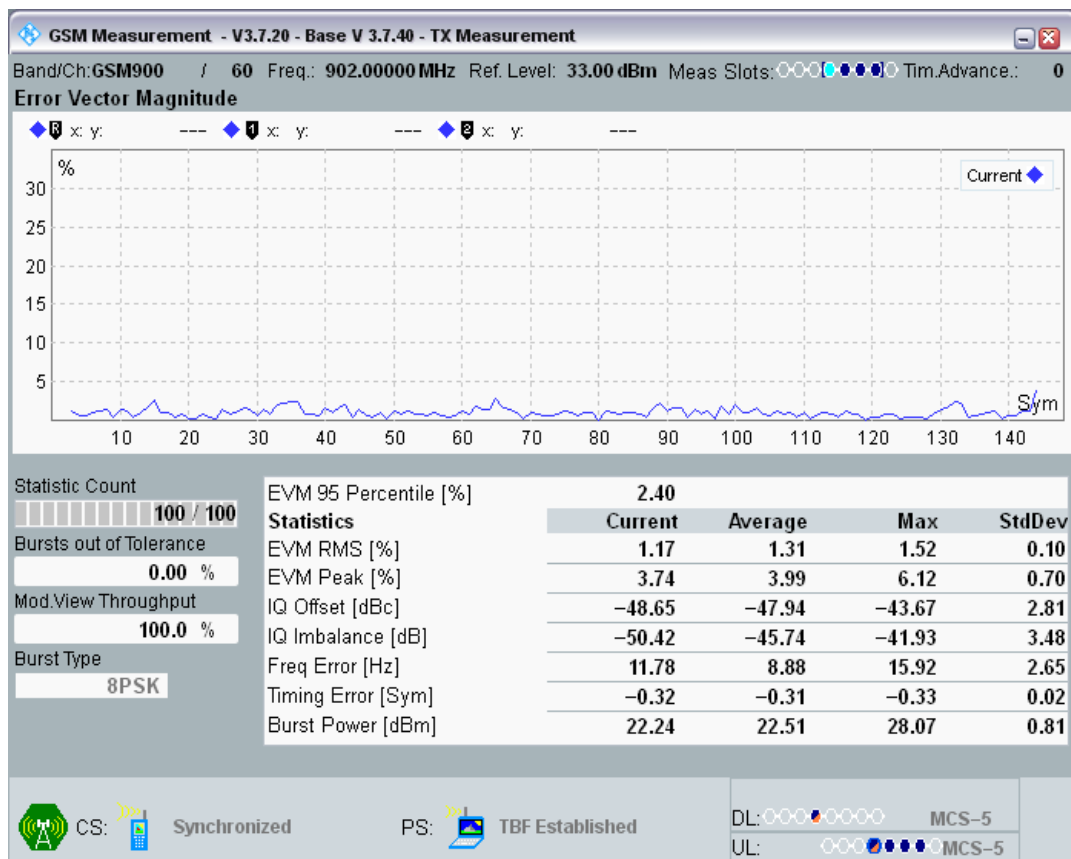 GSM Measurement - V3.7.20 - Base V 3.7.40 - TX Measurement
Band/Ch:GSM900 / 60 Freq.: 902.00000 MHz Ref. Level: 33.00 dBm Meas Slots: Tim.Advance.: 0
Error Vector Magnitude
R x: y: --- 1 x: y: --- 2 x: y: ---
%
Current
30
25
20
15
10
5
Sym
10 20 30 40 50 60 70 80 90 100 110 120 130 140
Statistic Count
100 / 100
Bursts out of Tolerance
0.00 %
Mod.View Throughput
100.0 %
Burst Type
8PSK
EVM 95 Percentile [%] 2.40
Statistics Current Average Max StdDev
EVM RMS [%] 1.17 1.31 1.52 0.10
EVM Peak [%] 3.74 3.99 6.12 0.70
IQ Offset [dBc] −48.65 −47.94 −43.67 2.81
IQ Imbalance [dB] −50.42 −45.74 −41.93 3.48
Freq Error [Hz] 11.78 8.88 15.92 2.65
Timing Error [Sym] −0.32 −0.31 −0.33 0.02
Burst Power [dBm] 22.24 22.51 28.07 0.81
CS: Synchronized PS: TBF Established
DL: MCS−5
UL: MCS−5